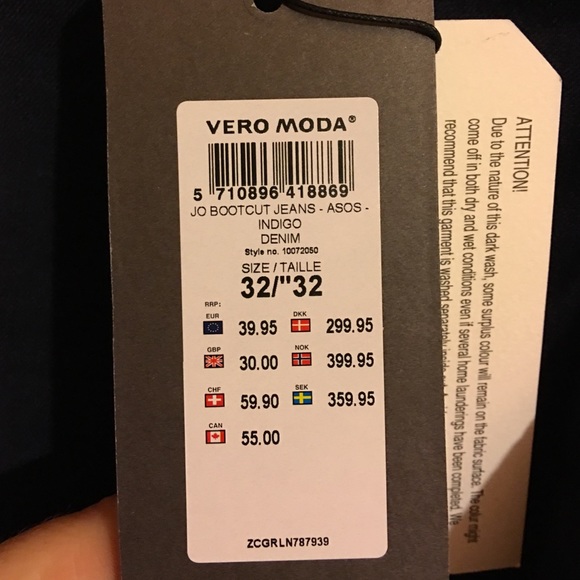 VERO MODA®
5 710896 418869
JO BOOTCUT JEANS - ASOS -
INDIGO
DENIM
Style no. 10072050
SIZE / TAILLE
32/"32
RRP:
EUR 39.95 DKK 299.95
GBP 30.00 NOK 399.95
CHF 59.90 SEK 359.95
CAN 55.00
ZCGRLN787939
ATTENTION!
Due to the nature of this dark wash, some surplus colour will remain on the fabric surface. The colur might
come off in both dry and wet conditions even if several home launderings have been completed. We
recommend that this garment is washed separately